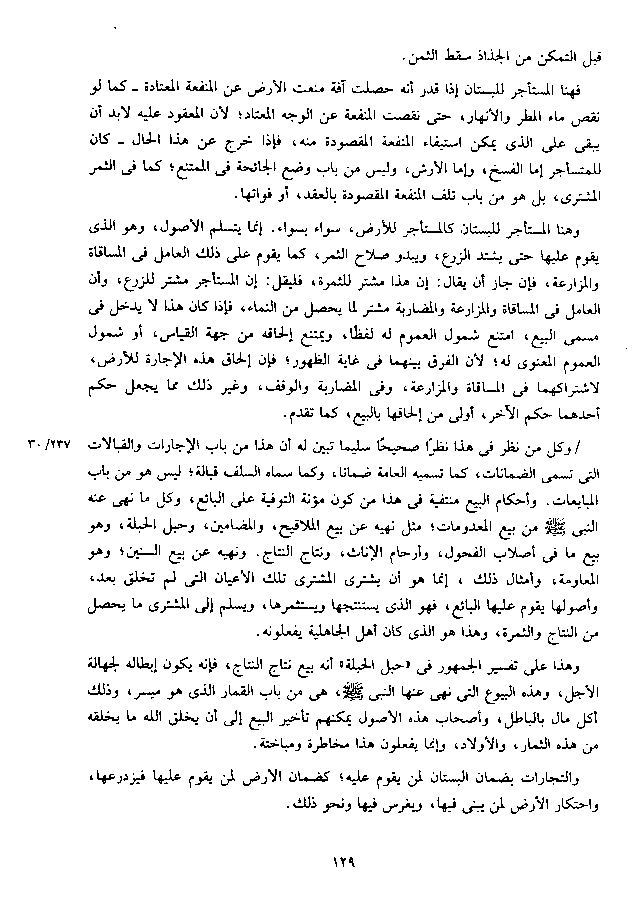 قبل التمكن من الجذاذ سقط الثمن.
فهنا المستأجر للبستان إذا قدر أنه حصلت آفة منعت الأرض عن المنفعة المعتادة ـ كما لو
نقص ماء المطر والأنهار، حتى نقصت المنفعة عن الوجه المعتاد؛ لأن المعقود عليه لابد أن
يبقى على الذى يمكن استيفاء المنفعة المقصودة منه، فإذا خرج عن هذا الحال ـ كان
للمتسأجر إما الفسخ، وإما الأرش، وليس من باب وضع الجائحة فى الممتنع؛ كما فى الثمر
المشترى، بل هو من باب تلف المنفعة المقصودة بالعقد، أو فواتها.
وهنا المستأجر للبستان كالمستأجر للأرض، سواء بسواء. إنما يتسلم الأصول، وهو الذى
يقوم عليها حتى يشتد الزرع، ويبدو صلاح الثمر، كما يقوم على ذلك العامل فى المساقاة
والمزارعة، فإن جاز أن يقال: إن هذا مشتر للثمرة، فليقل: إن المستأجر مشتر للزرع، وأن
العامل فى المساقاة والمزارعة والمضاربة مشتر لما يحصل من النماء، فإذا كان هذا لا يدخل فى
مسمى البيع، امتنع شمول العموم له لفظًا، ويمتنع إلحاقه من جهة القياس، أو شمول
العموم المعنوى له؛ لأن الفرق بينهما فى غاية الظهور؛ فإن إلحاق هذه الإجارة للأرض،
لاشتراكهما فى المساقاة والمزارعة، وفى المضاربة والوقف، وغير ذلك مما يجعل حكم
أحدهما حكم الآخر، أولى من إلحاقها بالبيع، كما تقدم.
٣٠/٢٣٧ / وكل من نظر فى هذا نظرًا صحيحًا سليما تبين له أن هذا من باب الإجارات والقبالات
التى تسمى الضمانات، كما تسميه العامة ضمانا، وكما سماه السلف قبالة؛ ليس هو من باب
المبايعات. وأحكام البيع منتفية فى هذا من كون مؤنة التوفية على البائع، وكل ما نهى عنه
النبى ﷺ من بيع المعدومات؛ مثل نهيه عن بيع الملاقيح، والمضامين، وحبل الحبلة، وهو
بيع ما فى أصلاب الفحول، وأرحام الإناث، ونتاج النتاج. ونهيه عن بيع السنين؛ وهو
المعاومة، وأمثال ذلك ، إنما هو أن يشترى المشترى تلك الأعيان التى لم تخلق بعد،
وأصولها يقوم عليها البائع، فهو الذى يستنتجها ويستثمرها، ويسلم إلى المشترى ما يحصل
من النتاج والثمرة، وهذا هو الذى كان أهل الجاهلية يفعلونه.
وهذا على تفسير الجمهور فى «حبل الحبلة» أنه بيع نتاج النتاج، فإنه يكون إبطاله لجهالة
الأجل، وهذه البيوع التى نهى عنها النبى ﷺ، هى من باب القمار الذى هو ميسر، وذلك
أكل مال بالباطل، وأصحاب هذه الأصول يمكنهم تأخير البيع إلى أن يخلق الله ما يخلقه
من هذه الثمار، والأولاد، وإنما يفعلون هذا مخاطرة ومباختة.
والتجارات بضمان البستان لمن يقوم عليه؛ كضمان الأرض لمن يقوم عليها فيزدرعها،
واحتكار الأرض لمن يبنى فيها، ويغرس فيها ونحو ذلك.
١٢٩